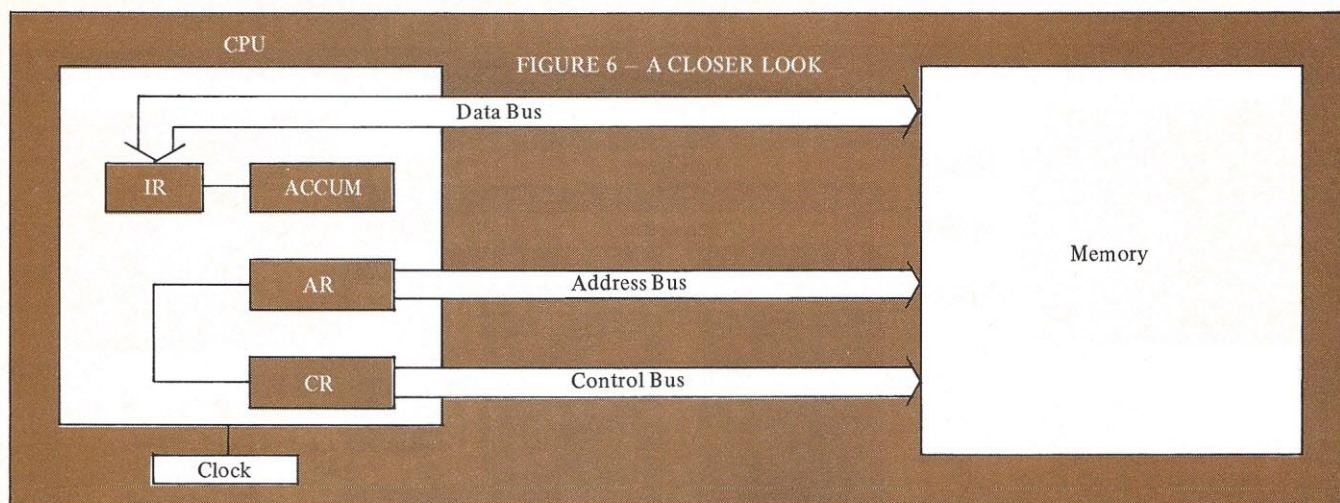 CPU
FIGURE 6 – A CLOSER LOOK
Data Bus
IR
ACCUM
AR
Address Bus
Memory
CR
Control Bus
Clock